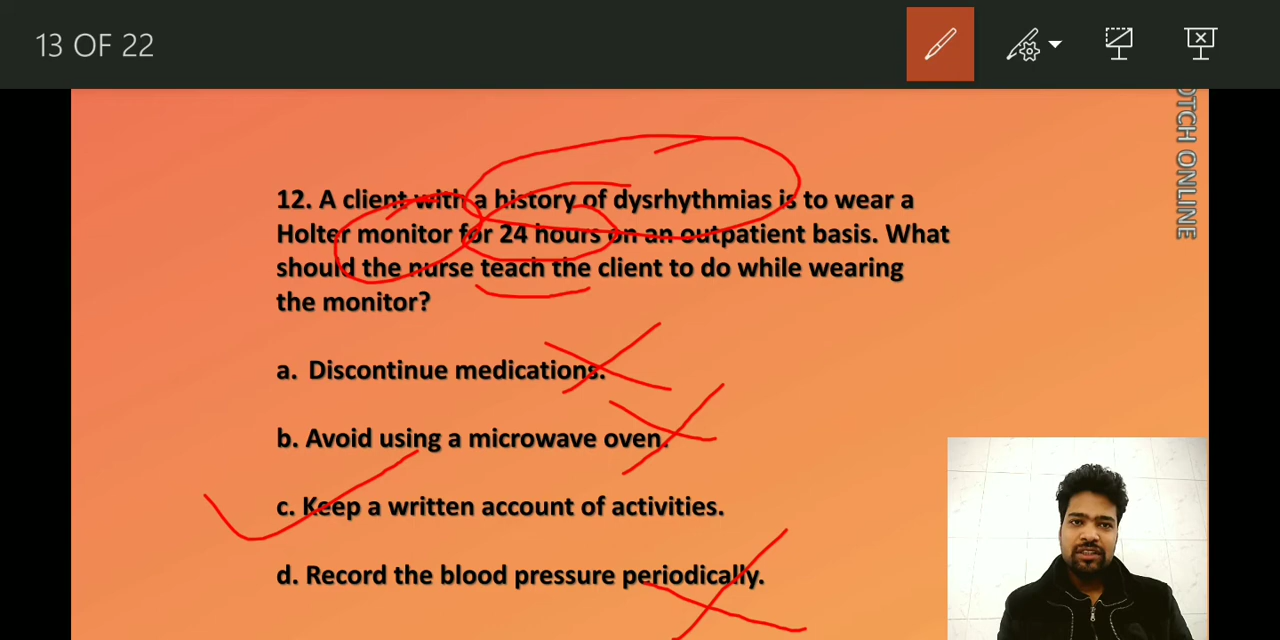 13 OF 22
OTCH ONLINE
12. A client with a history of dysrhythmias is to wear a
Holter monitor for 24 hours on an outpatient basis. What
should the nurse teach the client to do while wearing
the monitor?
a. Discontinue medications.
b. Avoid using a microwave oven.
c. Keep a written account of activities.
d. Record the blood pressure periodically.